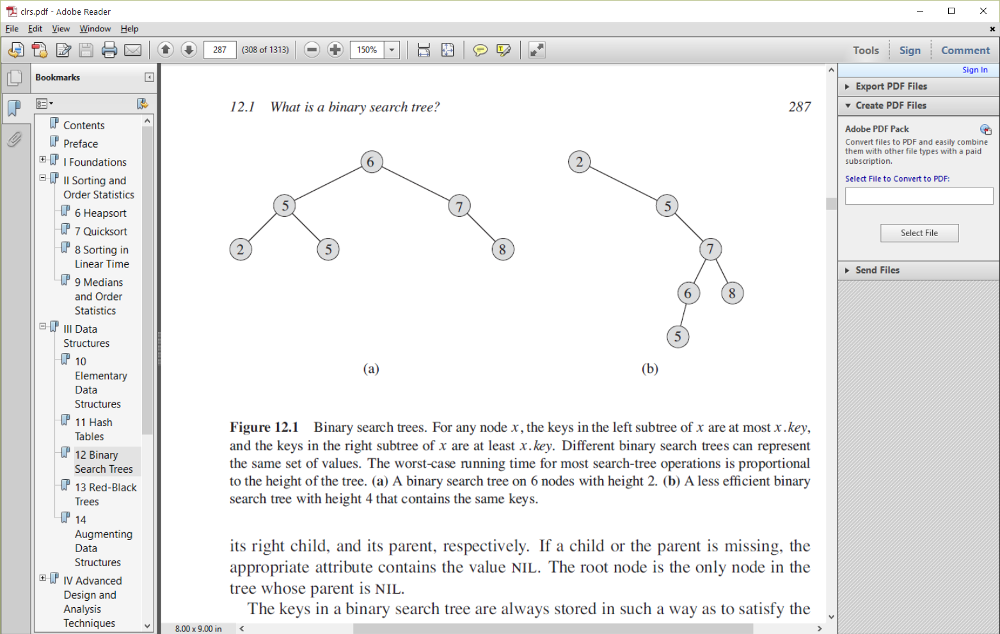 clrs.pdf - Adobe Reader
File Edit View Window Help
287 (308 of 1313) 150% Tools Sign Comment
Bookmarks
Contents
Preface
I Foundations
II Sorting and
Order Statistics
6 Heapsort
7 Quicksort
8 Sorting in
Linear Time
9 Medians
and Order
Statistics
III Data
Structures
10
Elementary
Data
Structures
11 Hash
Tables
12 Binary
Search Trees
13 Red-Black
Trees
14
Augmenting
Data
Structures
IV Advanced
Design and
Analysis
Techniques
12.1 What is a binary search tree? 287
6
5 7
2 5 8
(a)
2
5
7
6 8
5
(b)
Figure 12.1 Binary search trees. For any node x, the keys in the left subtree of x are at most x.key,
and the keys in the right subtree of x are at least x.key. Different binary search trees can represent
the same set of values. The worst-case running time for most search-tree operations is proportional
to the height of the tree. (a) A binary search tree on 6 nodes with height 2. (b) A less efficient binary
search tree with height 4 that contains the same keys.
its right child, and its parent, respectively. If a child or the parent is missing, the
appropriate attribute contains the value NIL. The root node is the only node in the
tree whose parent is NIL.
The keys in a binary search tree are always stored in such a way as to satisfy the
8.00 x 9.00 in
Sign In
Export PDF Files
Create PDF Files
Adobe PDF Pack
Convert files to PDF and easily combine
them with other file types with a paid
subscription.
Select File to Convert to PDF:
Select File
Send Files